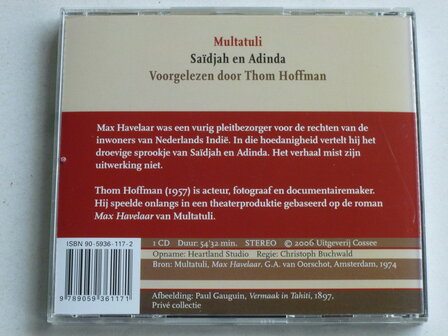 Multatuli
Saïdjah en Adinda
Voorgelezen door Thom Hoffman
Max Havelaar was een vurig pleitbezorger voor de rechten van de
inwoners van Nederlands Indië. In die hoedanigheid vertelt hij het
droevige sprookje van Saïdjah en Adinda. Het verhaal mist zijn
uitwerking niet.
Thom Hoffman (1957) is acteur, fotograaf en documentairemaker.
Hij speelde onlangs in een theaterproduktie gebaseerd op de roman
Max Havelaar van Multatuli.
ISBN 90-5936-117-2
9 789059 361171
1 CD Duur: 54'32 min. STEREO © 2006 Uitgeverij Cossee
Opname: Heartland Studio Regie: Christoph Buchwald
Bron: Multatuli, Max Havelaar. G.A. van Oorschot, Amsterdam, 1974
Afbeelding: Paul Gauguin, Vermaak in Tahiti, 1897,
Privé collectie